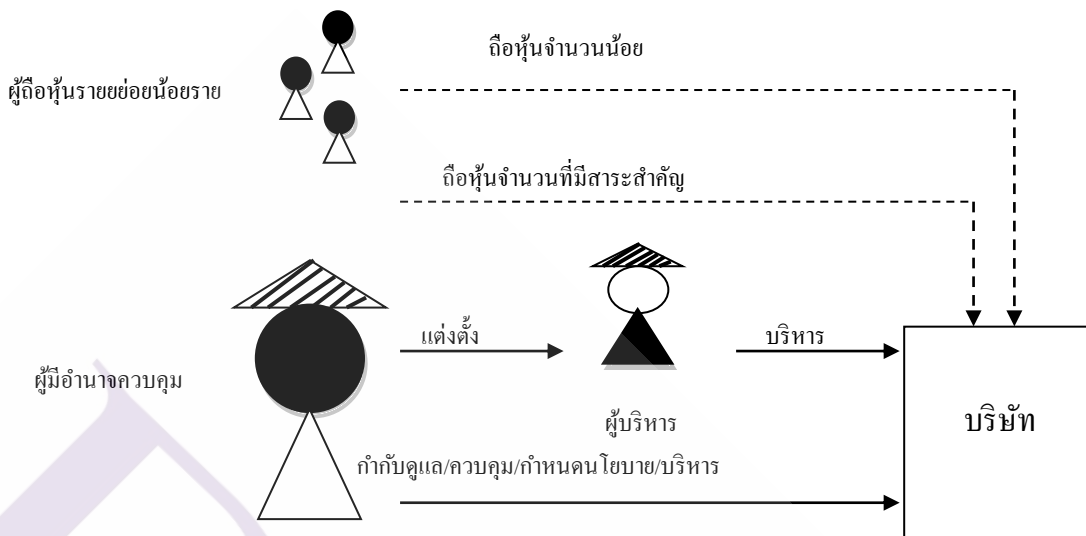 ถือหุ้นจำนวนน้อย
ผู้ถือหุ้นรายยย่อยน้อยราย
ถือหุ้นจำนวนที่มีสาระสำคัญ
แต่งตั้ง
บริหาร
ผู้มีอำนาจควบคุม
บริษัท
ผู้บริหาร
กำกับดูแล/ควบคุม/กำหนดนโยบาย/บริหาร